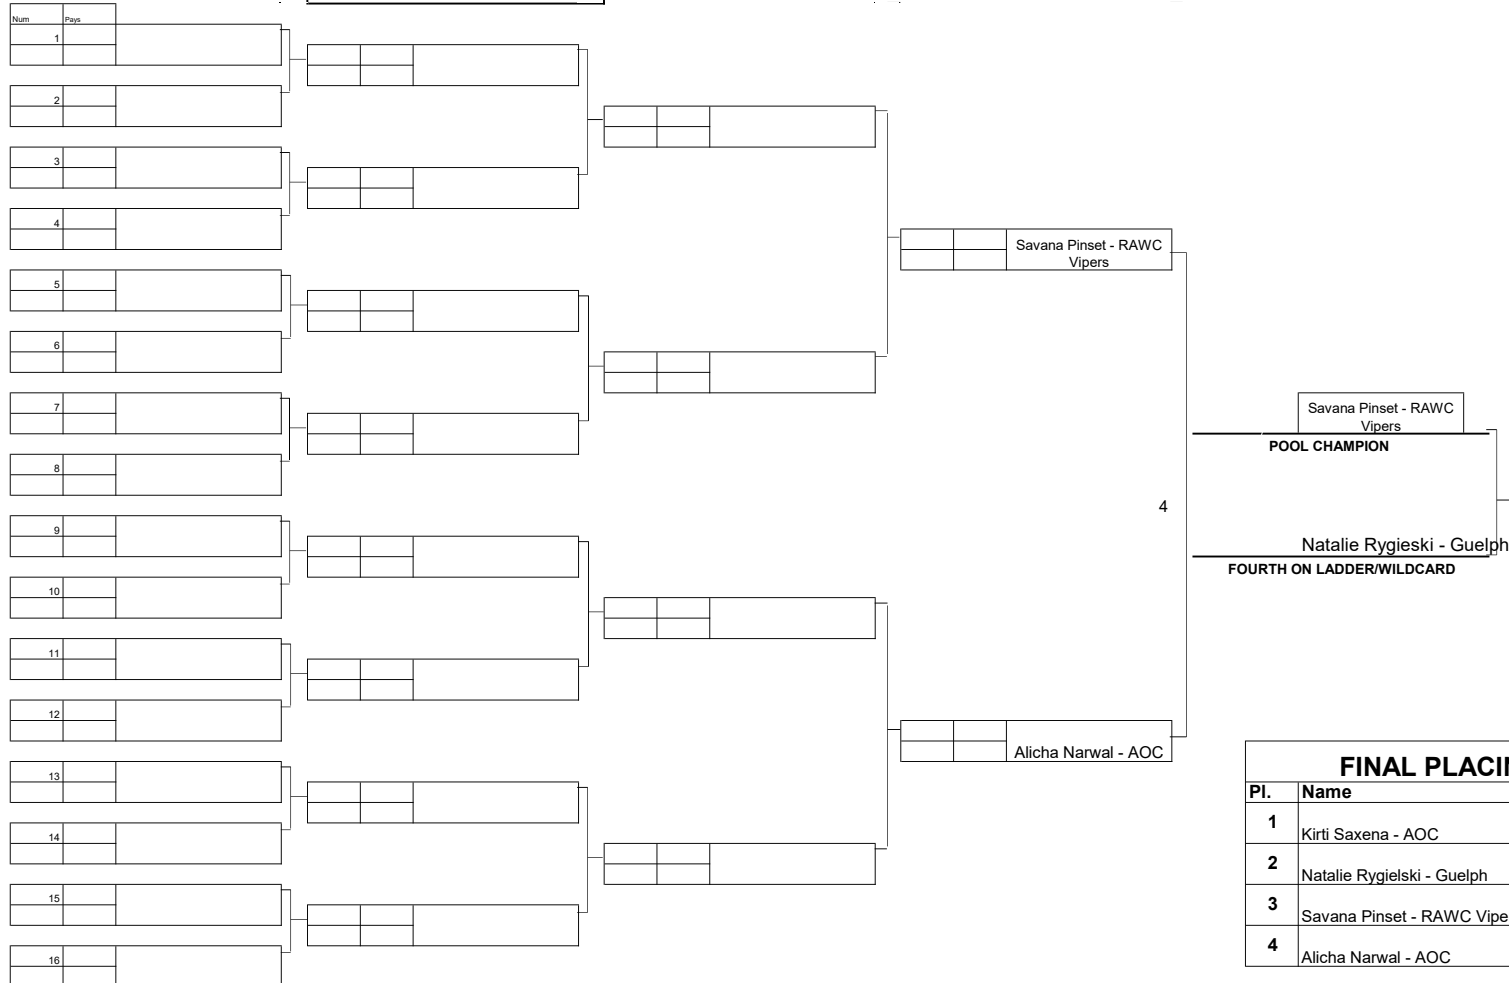 Num Pays
1
2
3
4
5
6
7
8
9
10
11
12
13
14
15
16
Savana Pinset - RAWC
Vipers
4
Alicha Narwal - AOC
Savana Pinset - RAWC
Vipers
POOL CHAMPION
Natalie Rygieski - Guelph
FOURTH ON LADDER/WILDCARD
FINAL PLACI
Pl. Name
1 Kirti Saxena - AOC
2 Natalie Rygielski - Guelph
3 Savana Pinset - RAWC Vipe
4 Alicha Narwal - AOC